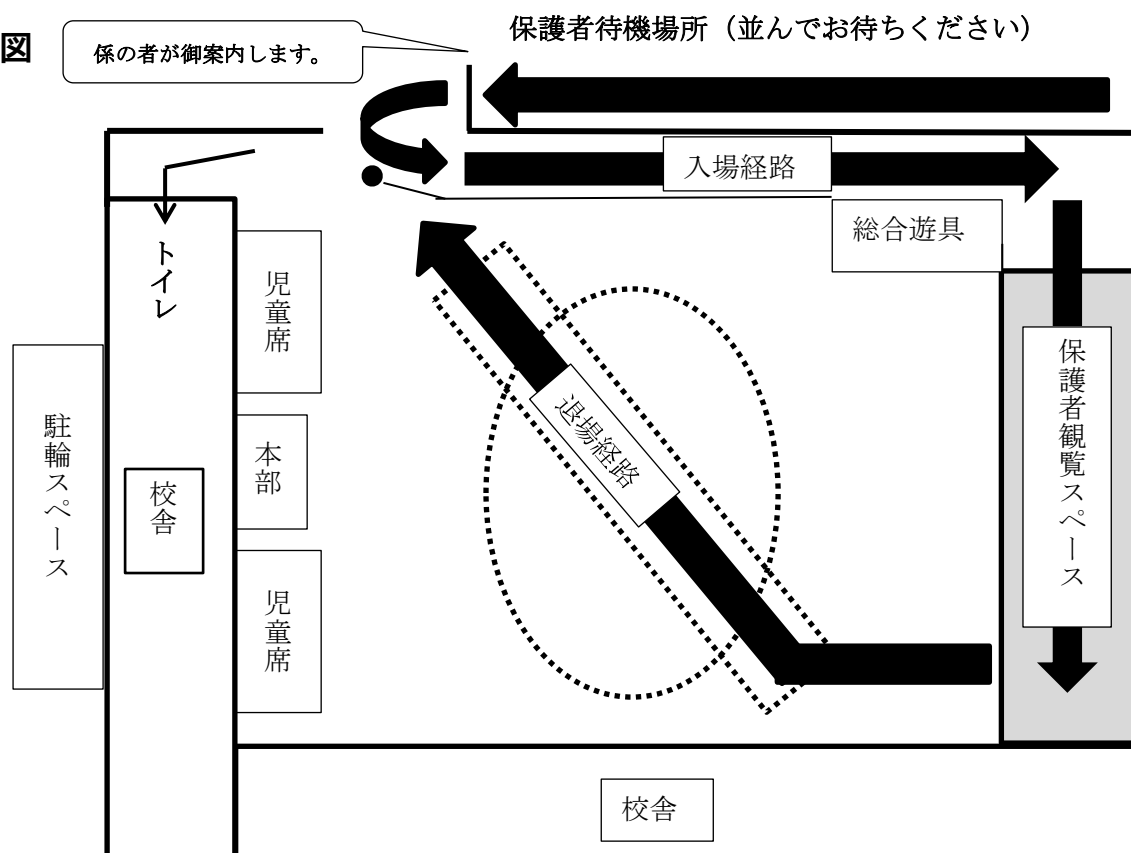 図
係の者が御案内します。
保護者待機場所（並んでお待ちください）
入場経路
総合遊具
トイレ
児童席
保護者観覧スペース
退場経路
駐輪スペース
校舎
本部
児童席
校舎